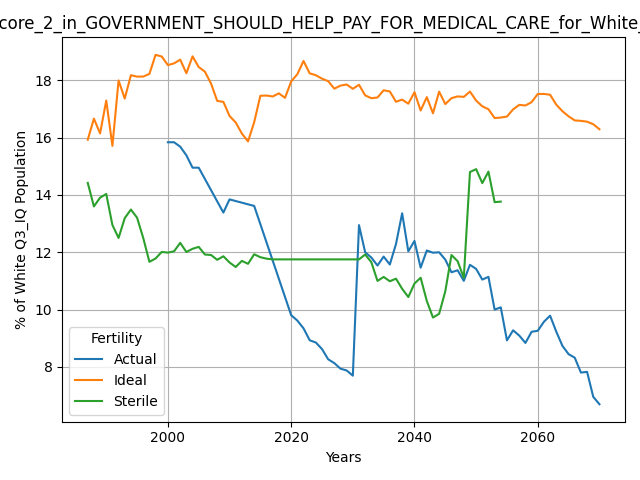 core_2_in_GOVERNMENT_SHOULD_HELP_PAY_FOR_MEDICAL_CARE_for_White_
% of White Q3_IQ Population
18
16
14
12
10
8
Fertility
Actual
Ideal
Sterile
2000
2020
2040
2060
Years